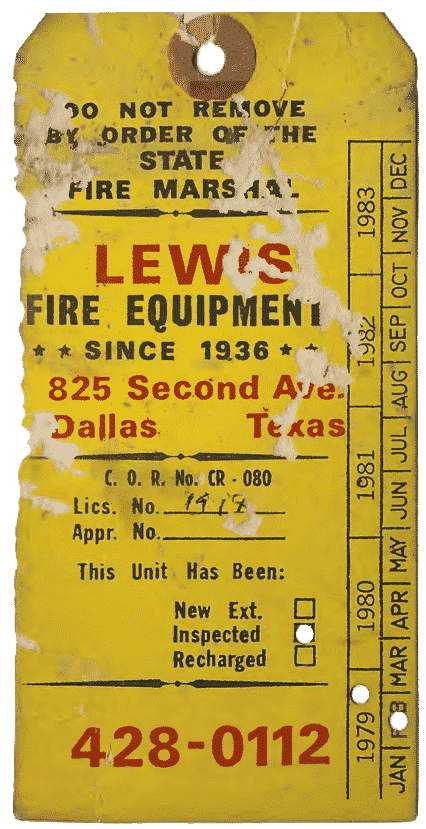 DO NOT REMOVE
BY ORDER OF THE
STATE
FIRE MARSHAL
LEWIS
FIRE EQUIPMENT
★ ★ SINCE 1936 ★ ★
825 Second Ave.
Dallas Texas
C. O. R. No. CR - 080
Lics. No.
Appr. No.
This Unit Has Been:
New Ext.
Inspected
Recharged
428-0112
1979 1980 1981 1982 1983
JAN FEB MAR APR MAY JUN JUL AUG SEP OCT NOV DEC